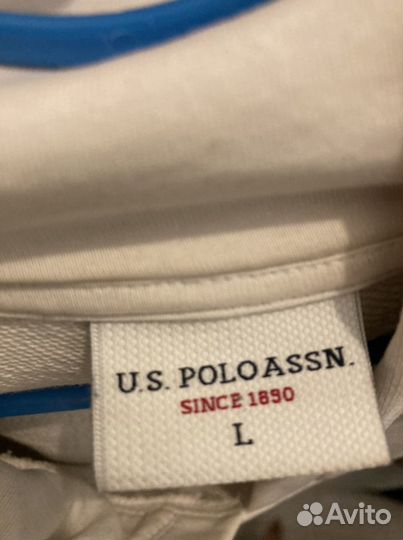 U.S. POLO ASSN.
SINCE 1890
L
Avito